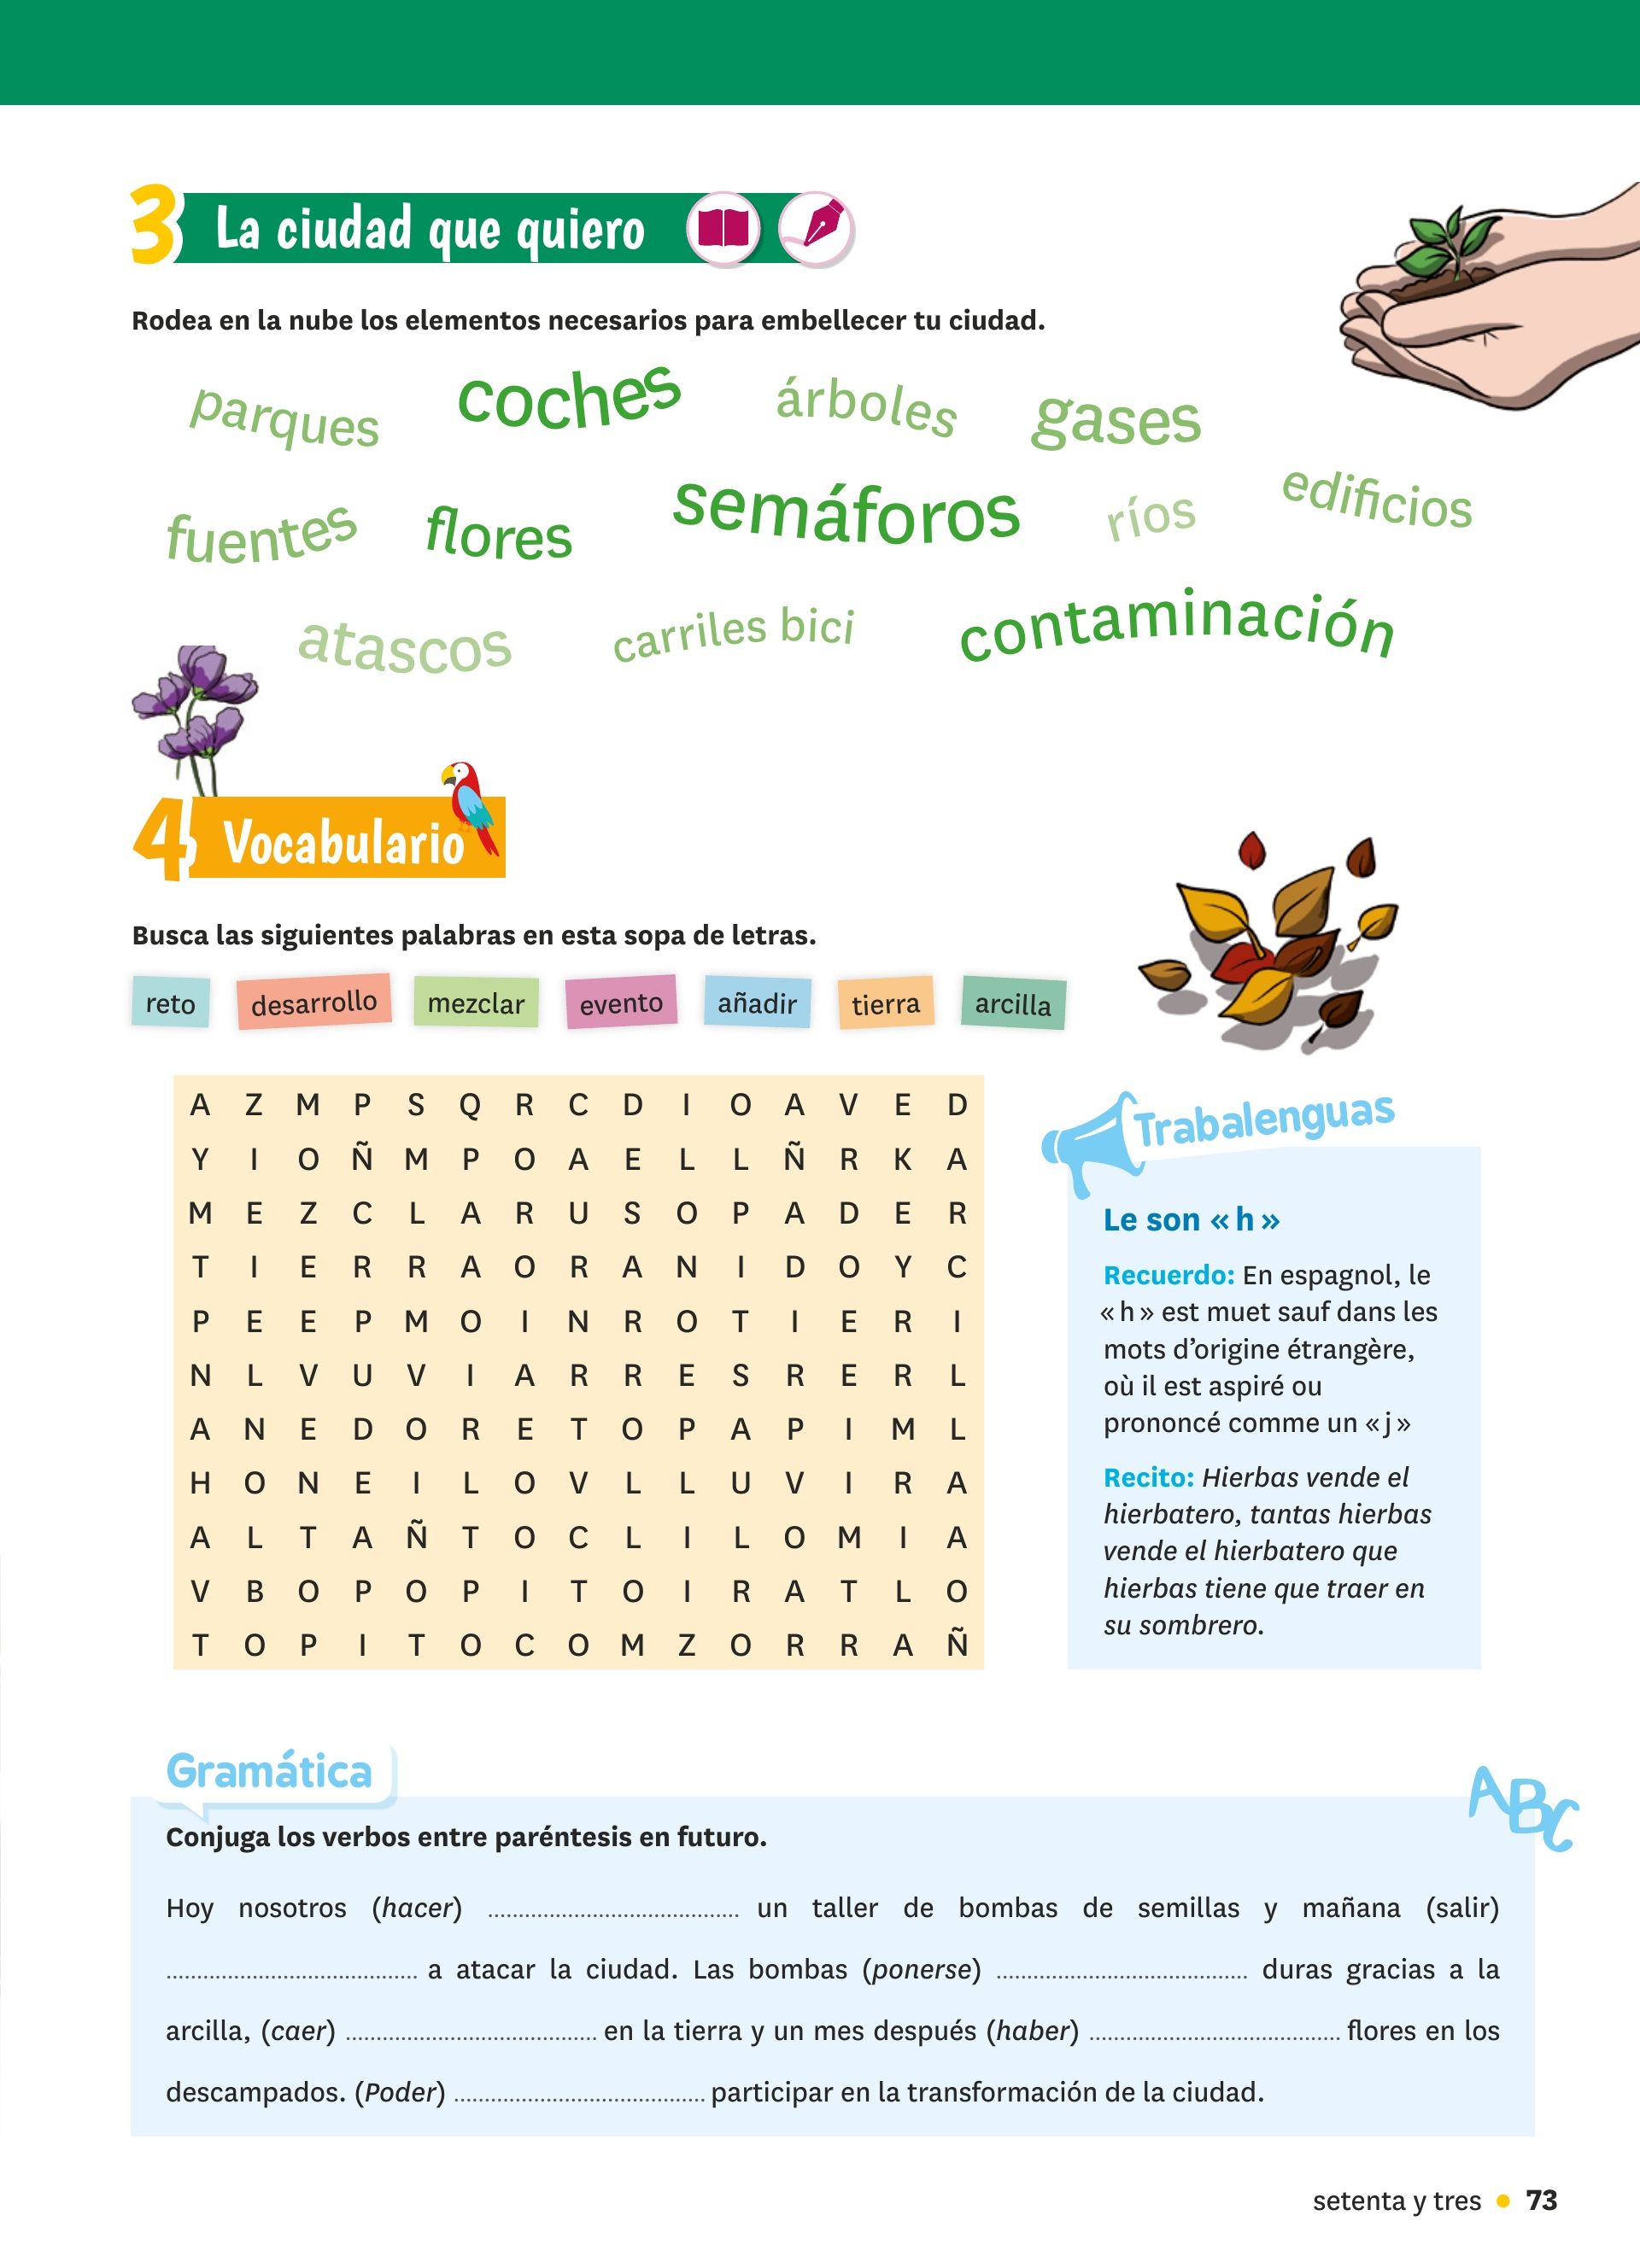 3 La ciudad que quiero
Rodea en la nube los elementos necesarios para embellecer tu ciudad.
parques coches árboles gases
fuentes flores semáforos ríos edificios
atascos carriles bici contaminación
4 Vocabulario
Busca las siguientes palabras en esta sopa de letras.
reto desarrollo mezclar evento añadir tierra arcilla
A Z M P S Q R C D I O A V E D
Y I O Ñ M P O A E L L Ñ R K A
M E Z C L A R U S O P A D E R
T I E R R A O R A N I D O Y C
P E E P M O I N R O T I E R I
N L V U V I A R R E S R E R L
A N E D O R E T O P A P I M L
H O N E I L O V L L U V I R A
A L T A Ñ T O C L I L O M I A
V B O P O P I T O I R A T L O
T O P I T O C O M Z O R R A Ñ
Trabalenguas
Le son « h »
Recuerdo: En espagnol, le
« h » est muet sauf dans les
mots d’origine étrangère,
où il est aspiré ou
prononcé comme un « j »
Recito: Hierbas vende el
hierbatero, tantas hierbas
vende el hierbatero que
hierbas tiene que traer en
su sombrero.
Gramática
ABC
Conjuga los verbos entre paréntesis en futuro.
Hoy nosotros (hacer) ......................................... un taller de bombas de semillas y mañana (salir)
......................................... a atacar la ciudad. Las bombas (ponerse) ......................................... duras gracias a la
arcilla, (caer) ......................................... en la tierra y un mes después (haber) ......................................... flores en los
descampados. (Poder) ......................................... participar en la transformación de la ciudad.
setenta y tres • 73